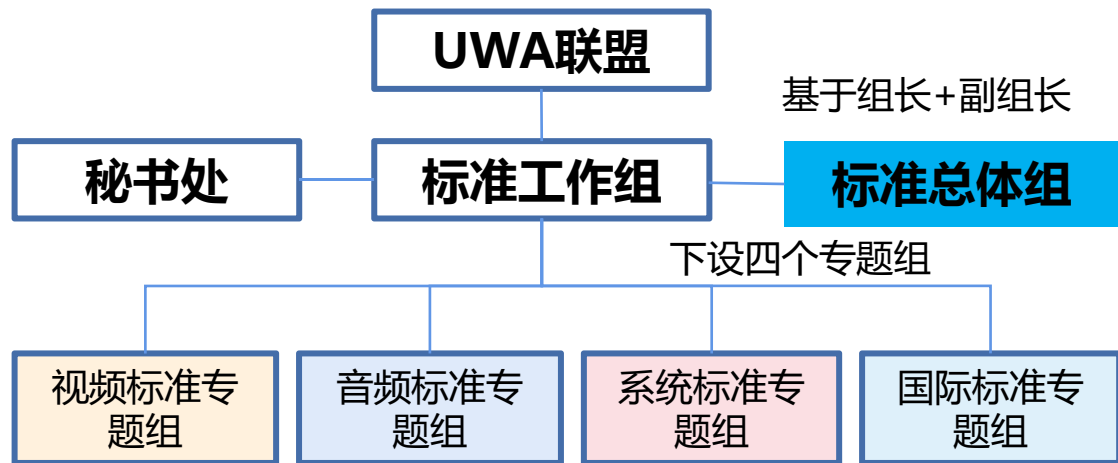 UWA联盟
基于组长+副组长
秘书处
标准工作组
标准总体组
下设四个专题组
视频标准专
题组
音频标准专
题组
系统标准专
题组
国际标准专
题组